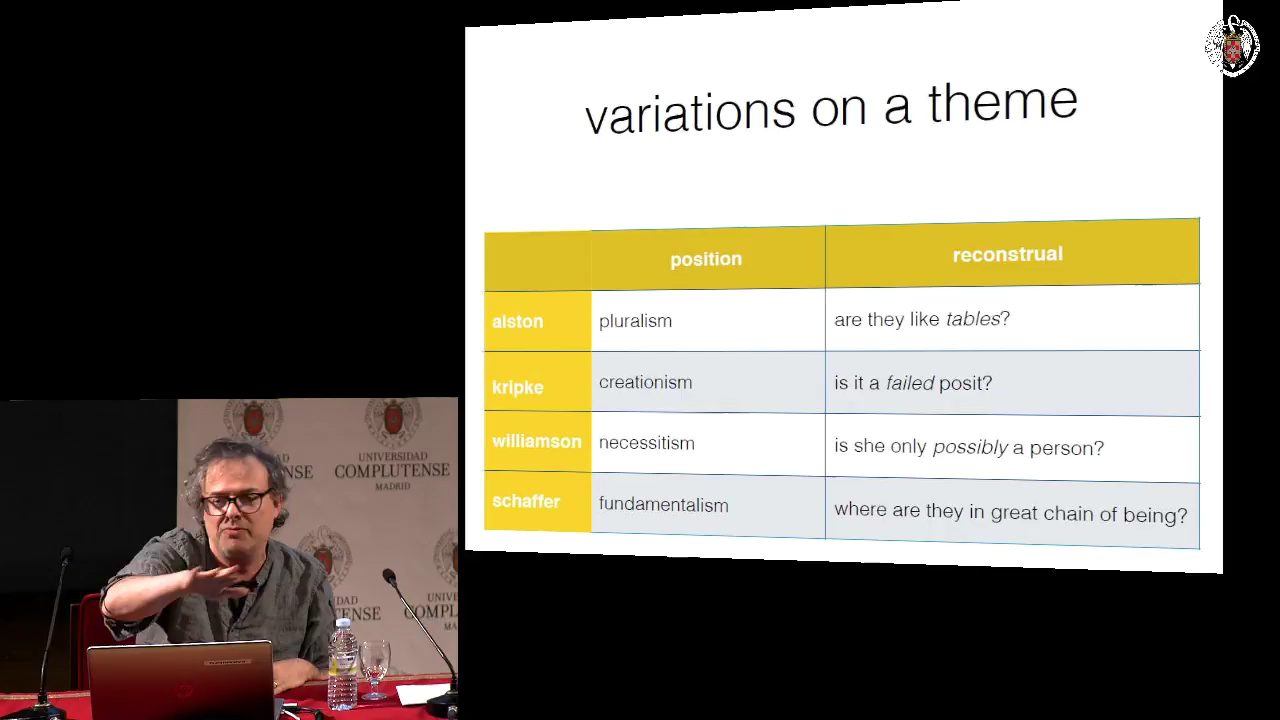 variations on a theme
position reconstrual
alston pluralism are they like tables?
kripke creationism is it a failed posit?
williamson necessitism is she only possibly a person?
schaffer fundamentalism where are they in great chain of being?
UNIVERSIDAD
COMPLUTENSE
MADRID
COMPLUTENSE